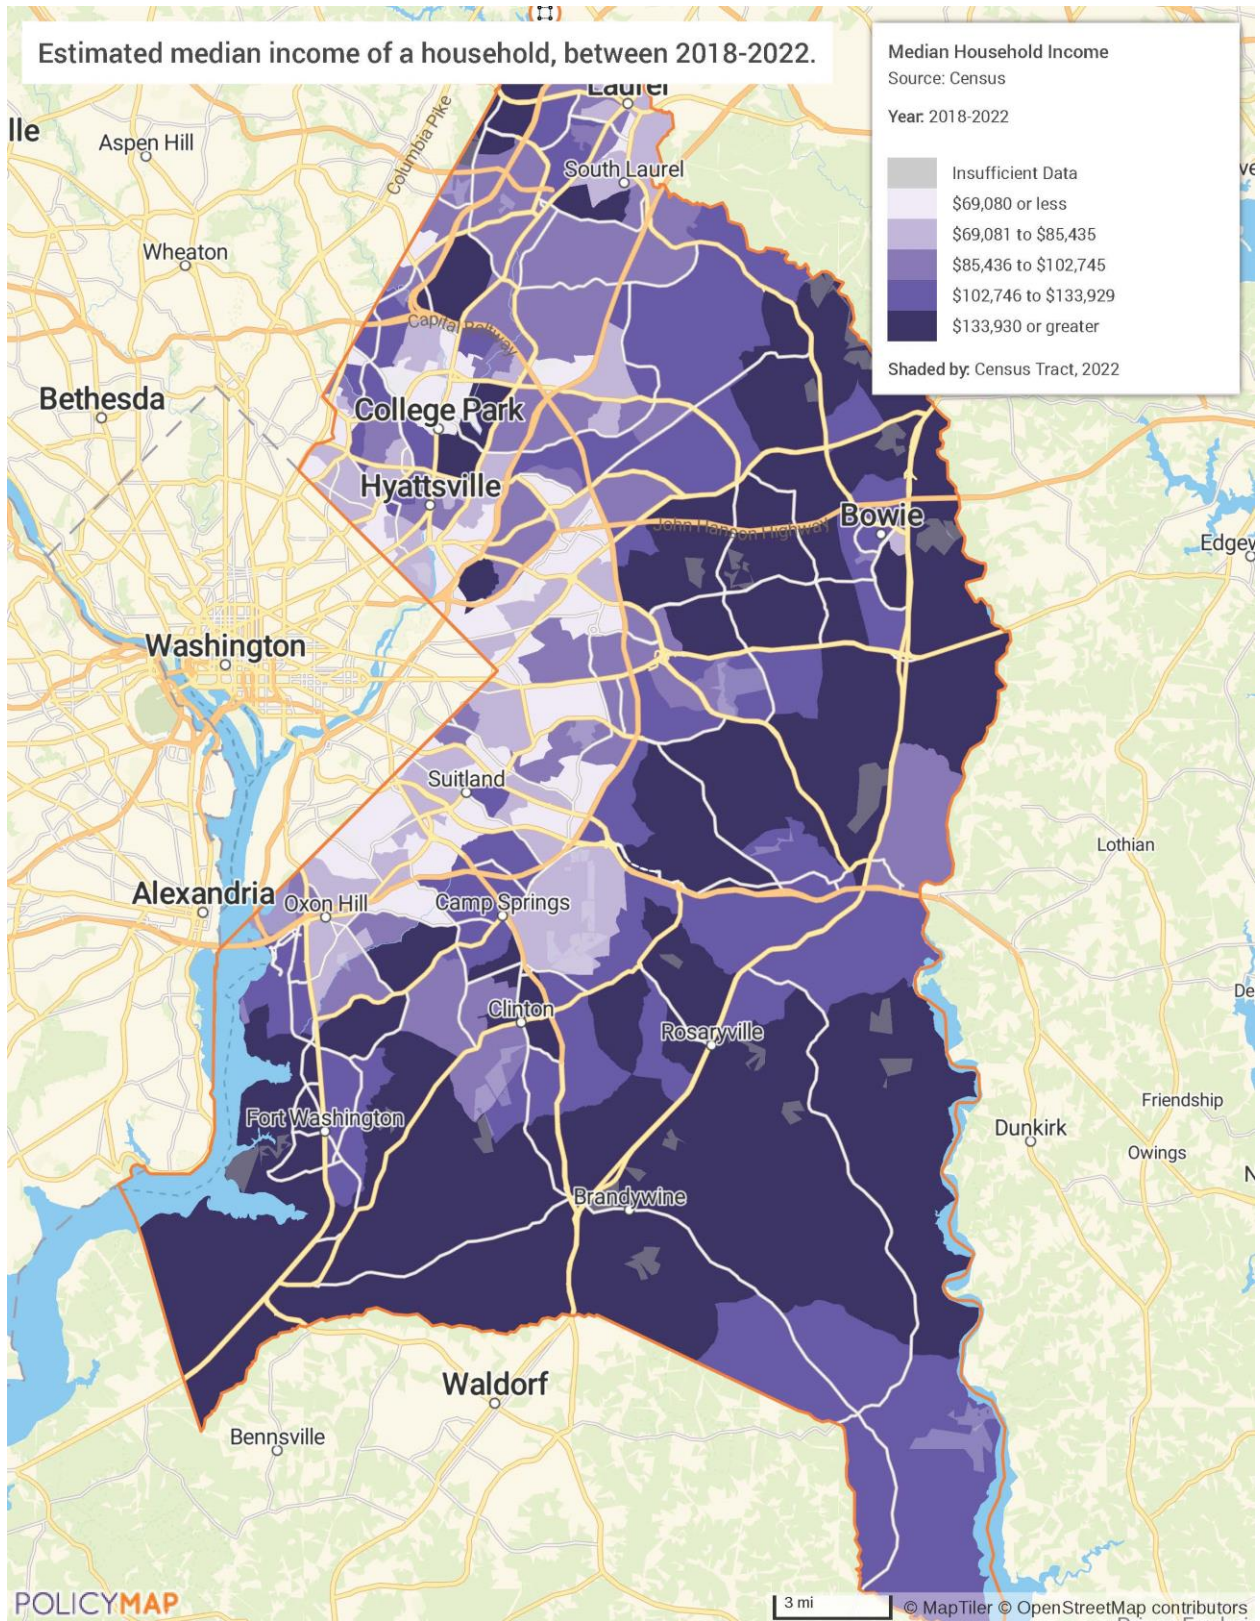 Estimated median income of a household, between 2018-2022.
Median Household Income
Source: Census
Year: 2018-2022
Insufficient Data
$69,080 or less
$69,081 to $85,435
$85,436 to $102,745
$102,746 to $133,929
$133,930 or greater
Shaded by: Census Tract, 2022
Laurel
lle
Aspen Hill
Columbia Pike
South Laurel
Wheaton
Capital Beltway
Bethesda
College Park
Hyattsville
John Hanson Highway
Bowie
Edgew
Washington
Suitland
Lothian
Alexandria
Oxon Hill
Camp Springs
De
Clinton
Rosaryville
Fort Washington
Friendship
Dunkirk
Owings
N
Brandywine
Waldorf
Bennsville
POLICYMAP
3 mi
© MapTiler © OpenStreetMap contributors